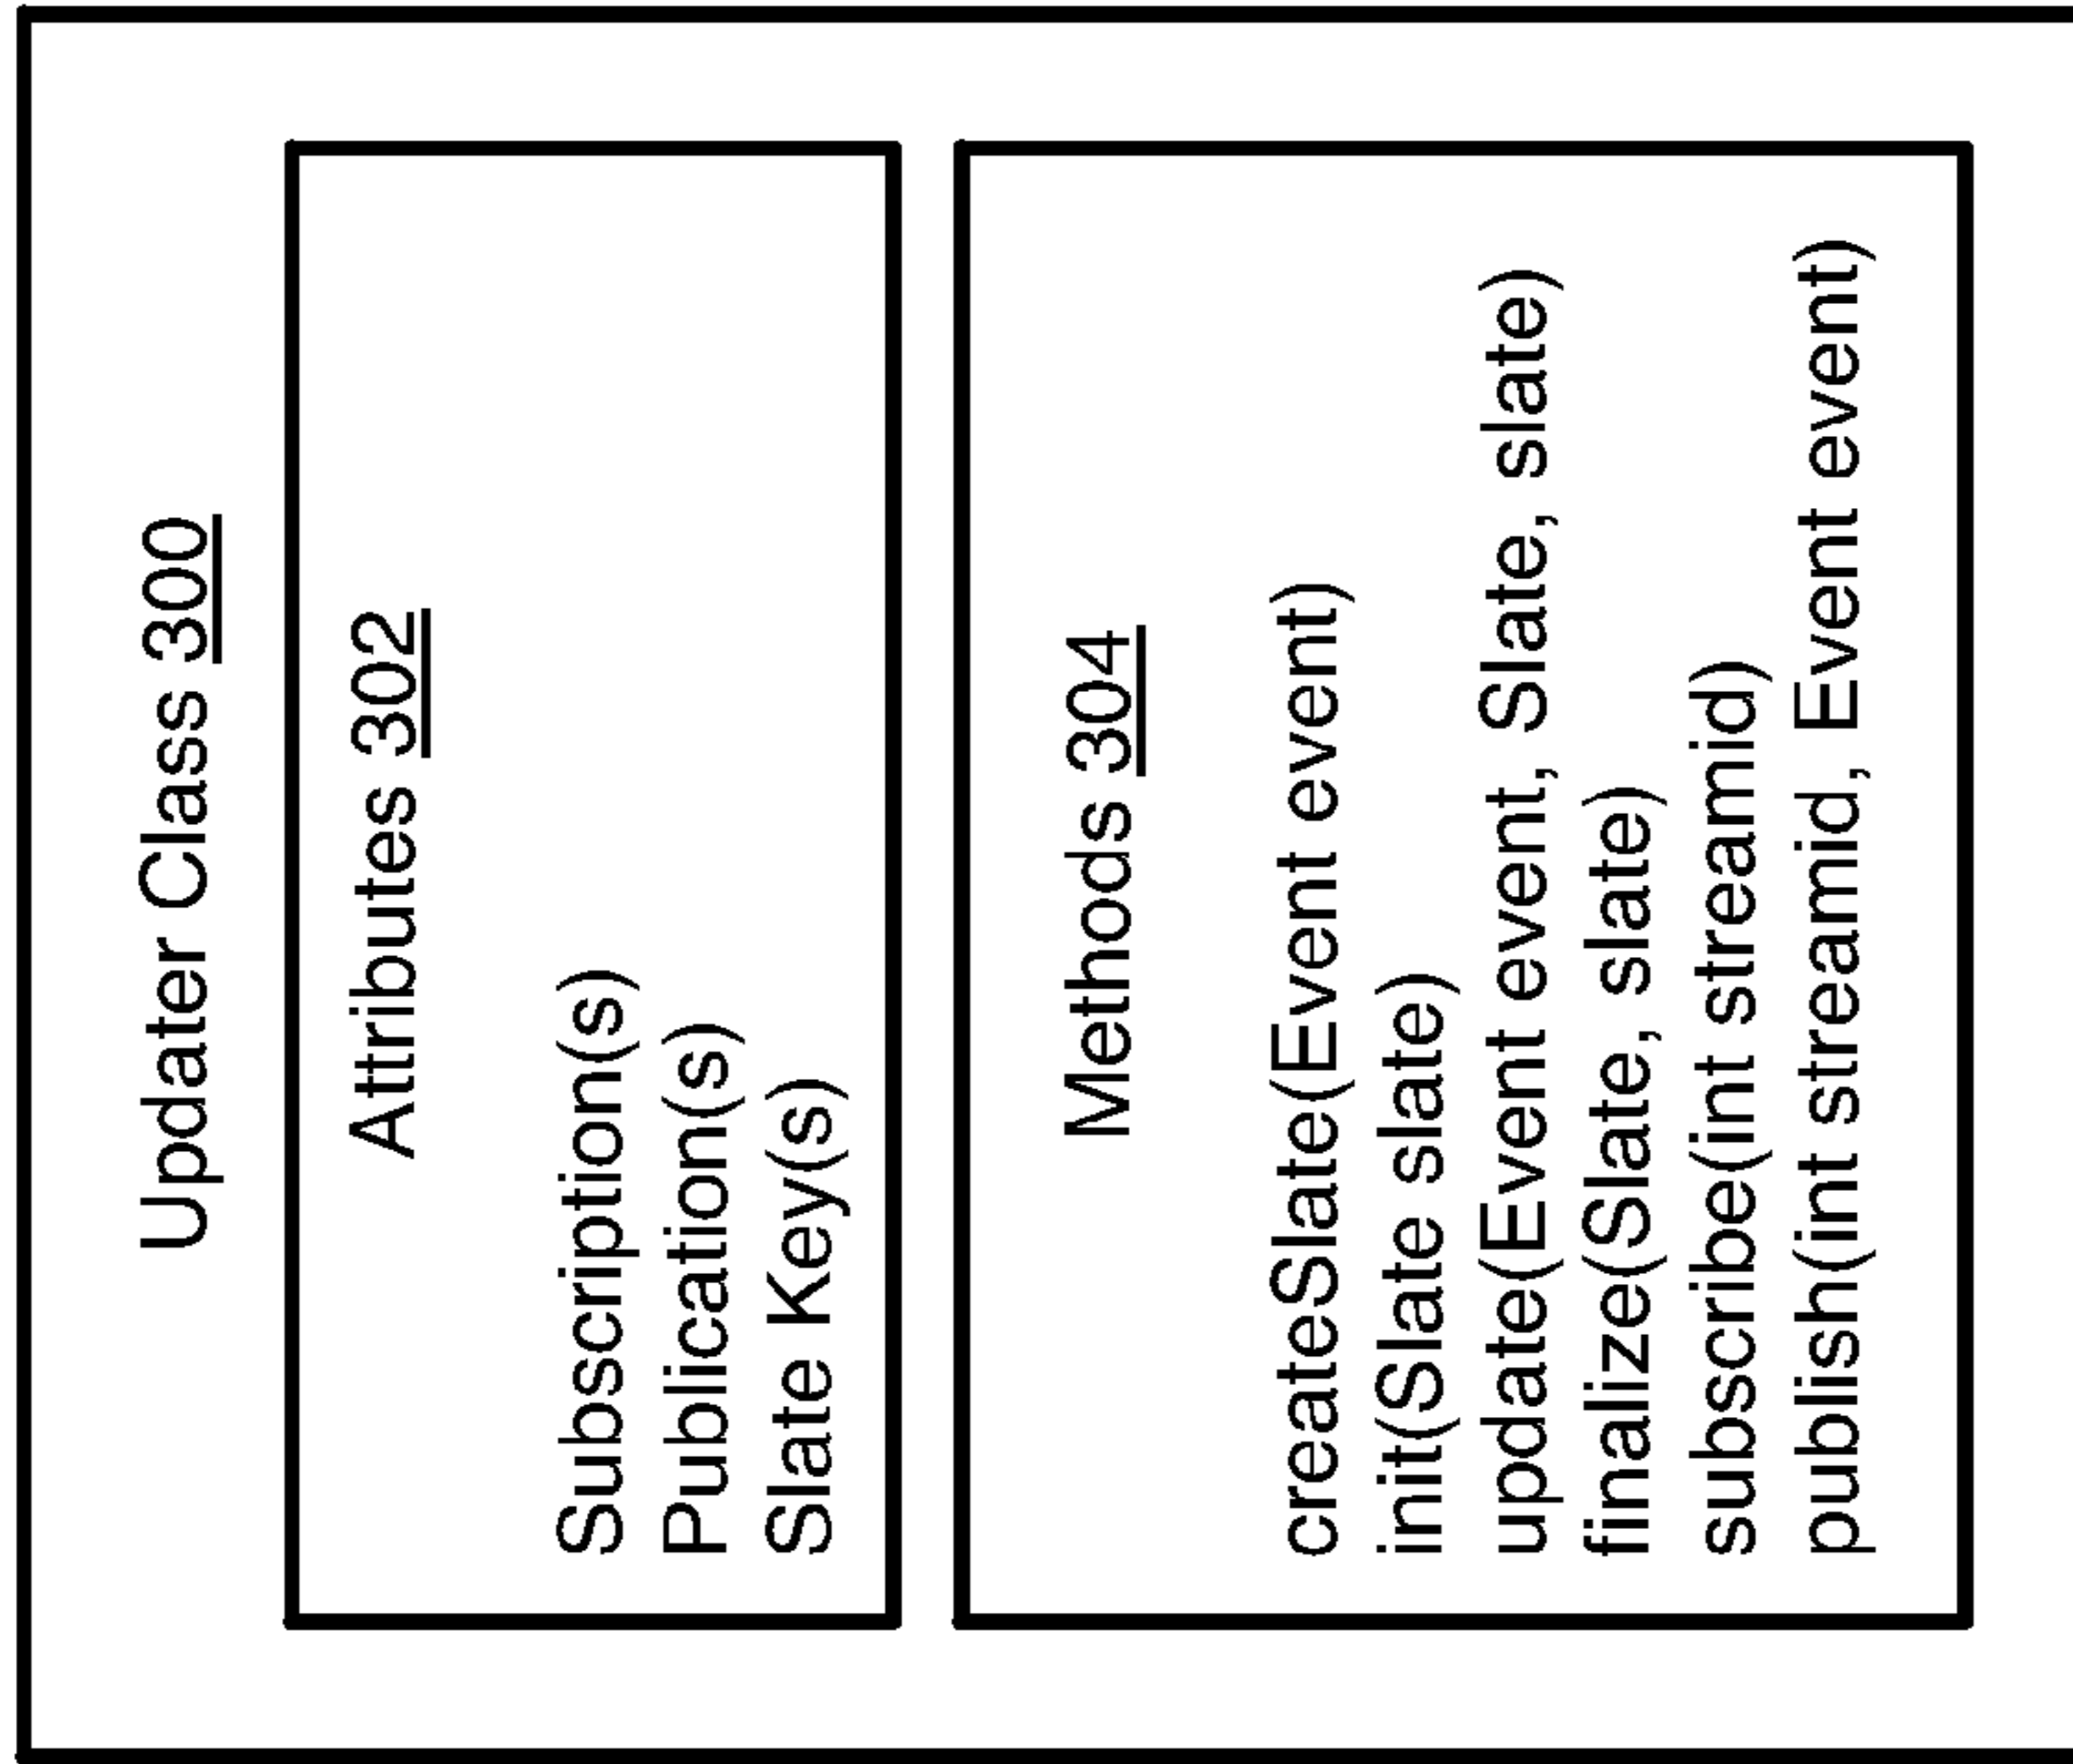 Updater Class 300
Attributes 302
Subscription(s)
Publication(s)
Slate Key(s)
Methods 304
createSlate(Event event)
init(Slate slate)
update(Event event, Slate, slate)
finalize(Slate, slate)
subscribe(int streamid)
publish(int streamid, Event event)